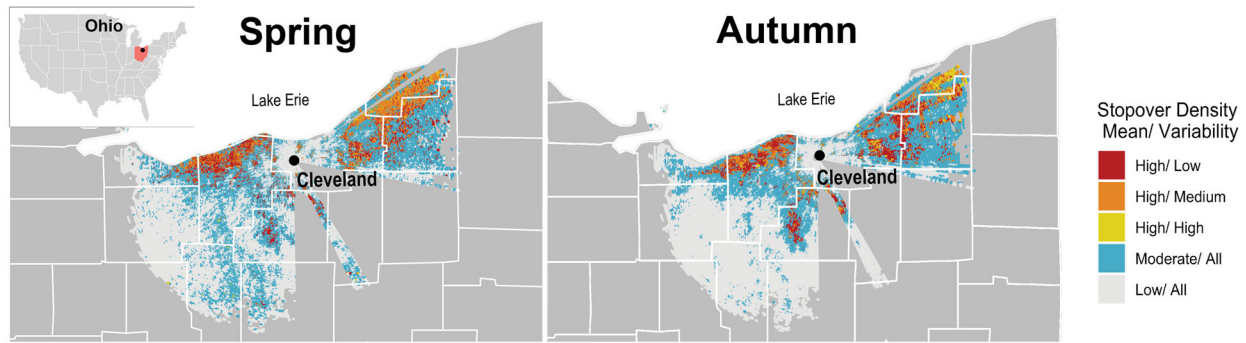 Ohio
Spring
Lake Erie
Cleveland
Autumn
Lake Erie
Cleveland
Stopover Density
Mean/ Variability
High/ Low
High/ Medium
High/ High
Moderate/ All
Low/ All